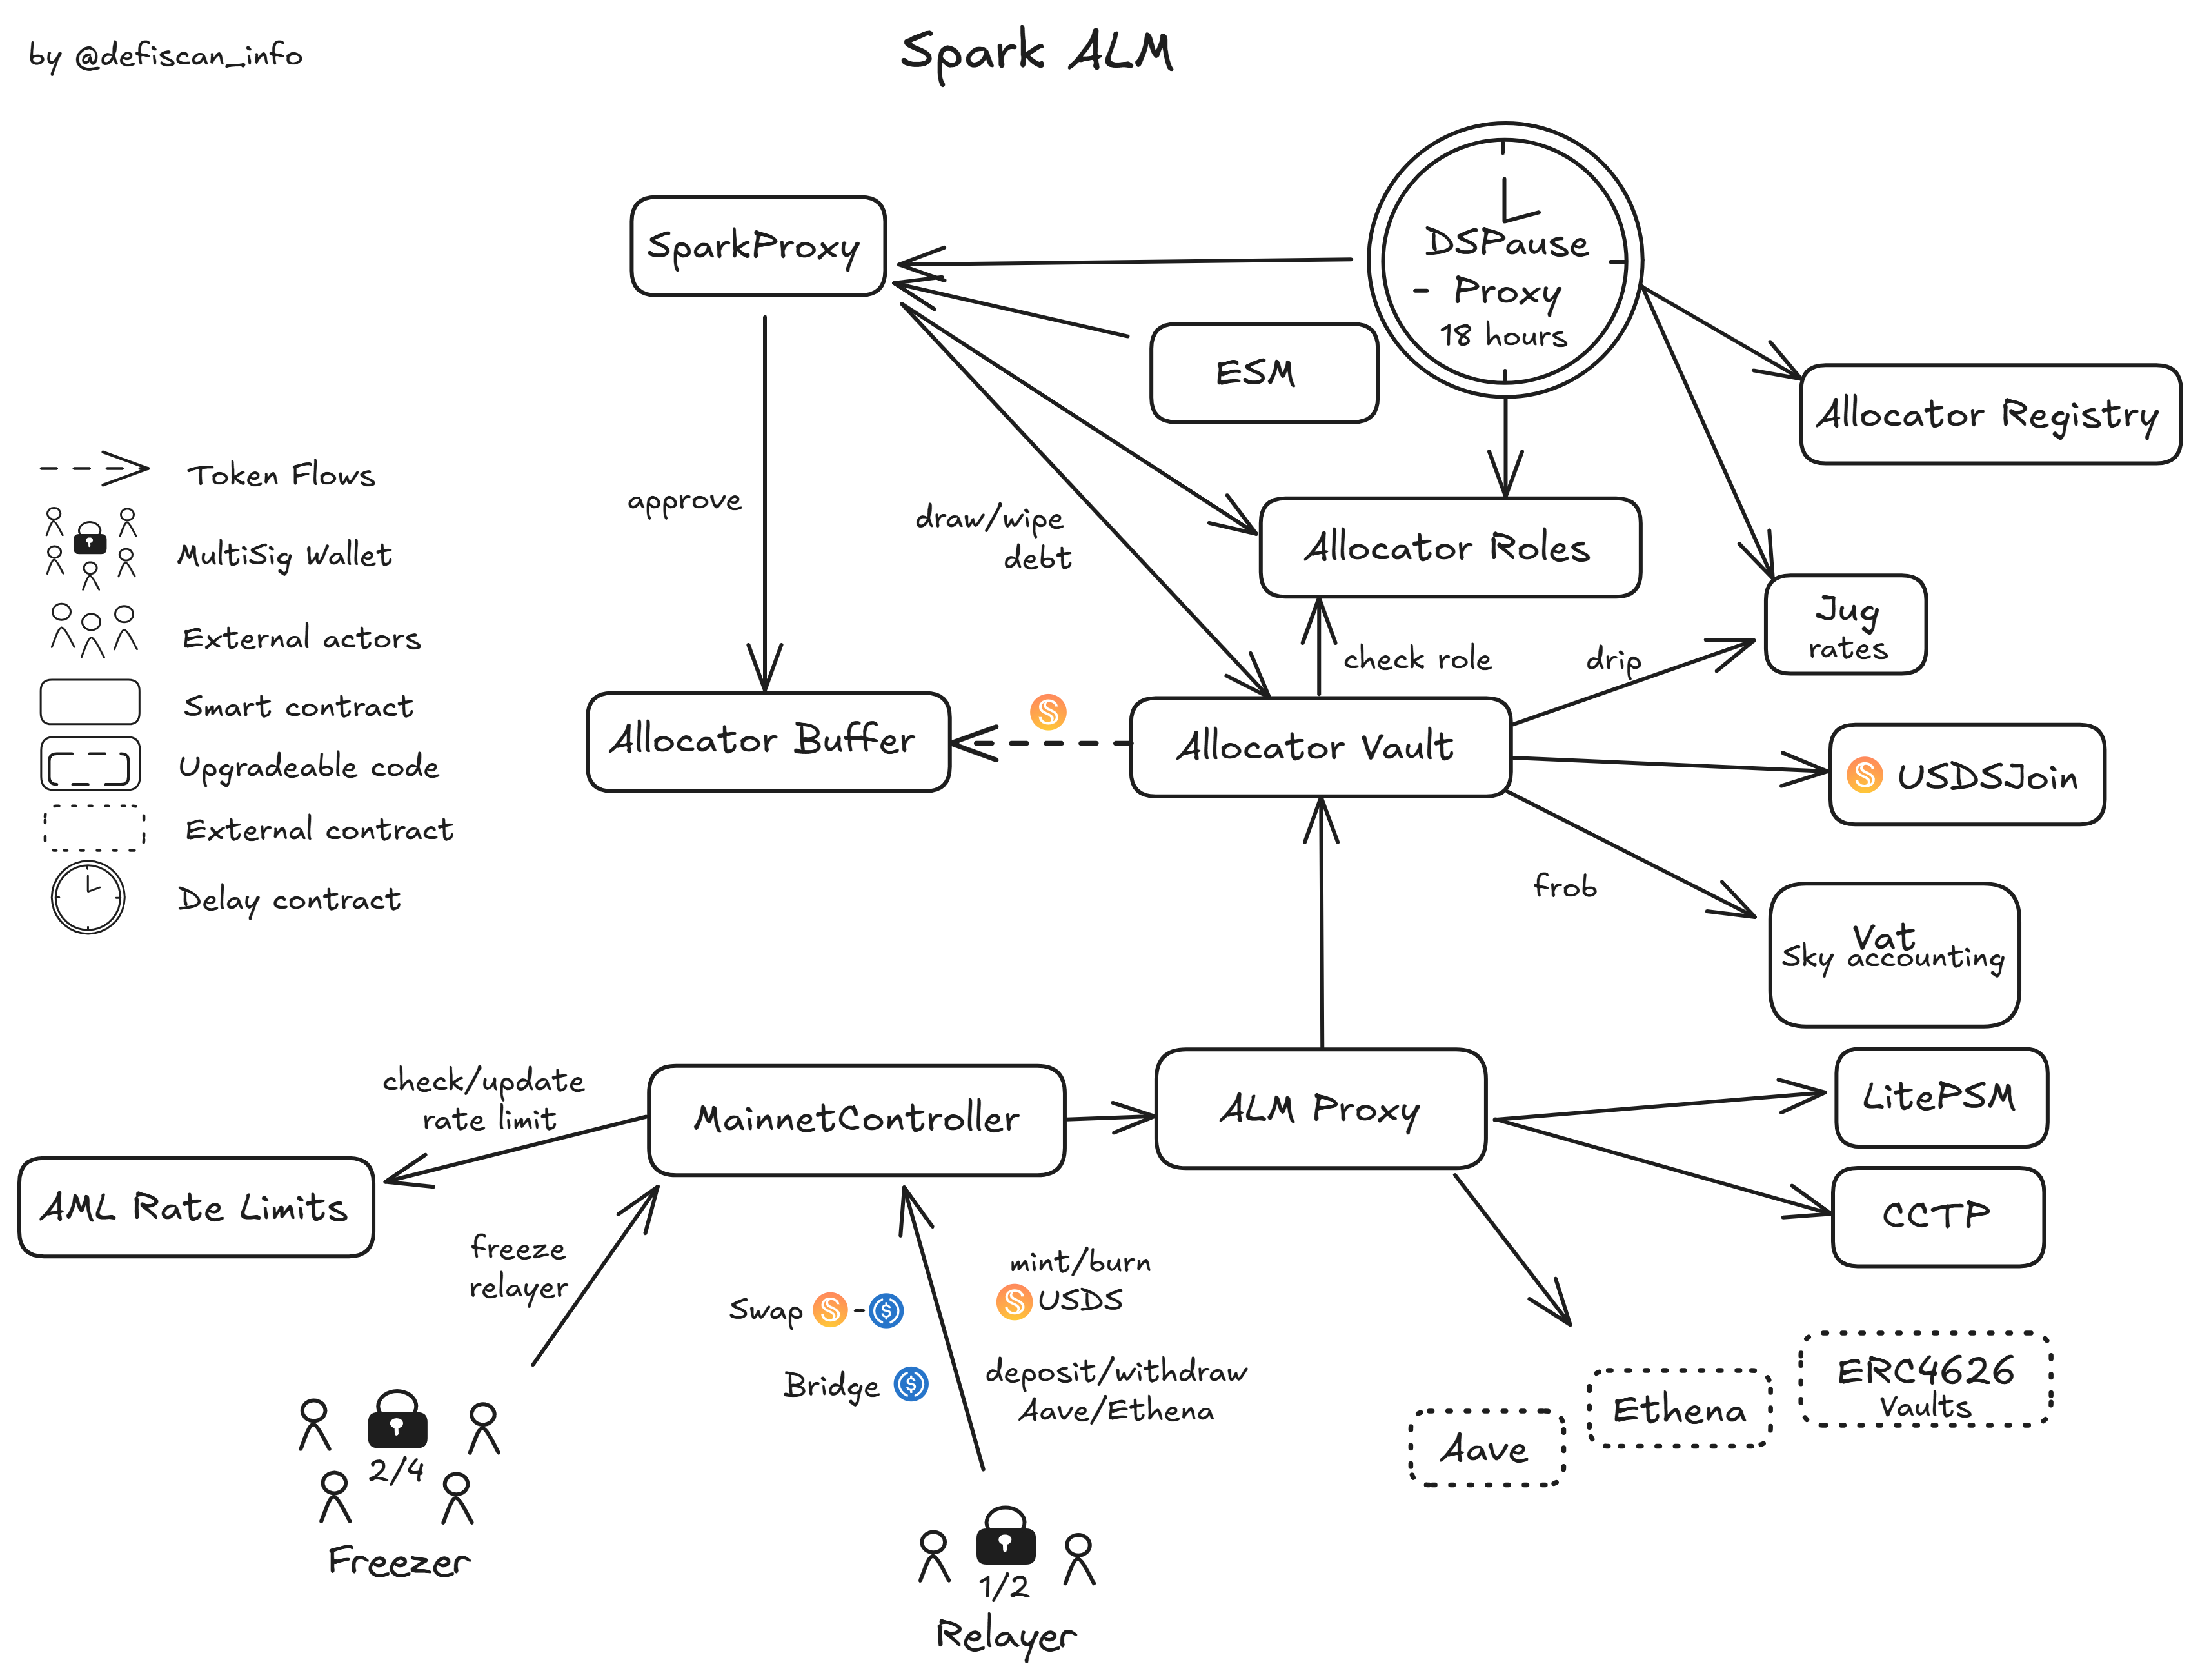 by @defiscan_info
Spark ALM
SparkProxy
DSPause
Proxy
18 hours
ESM
Allocator Registry
Token Flows
MultiSig Wallet
External actors
Smart contract
Upgradeable code
External contract
Delay contract
approve
draw/wipe
debt
Allocator Roles
Jug
rates
check role
drip
Allocator Buffer
Allocator Vault
USDSJoin
frob
Vat
Sky accounting
check/update
rate limit
MainnetController
ALM Proxy
LitePSM
CCTP
AML Rate Limits
freeze
relayer
Swap -
Bridge
mint/burn
USDS
deposit/withdraw
Aave/Ethena
Aave
Ethena
ERC4626
Vaults
2/4
Freezer
1/2
Relayer